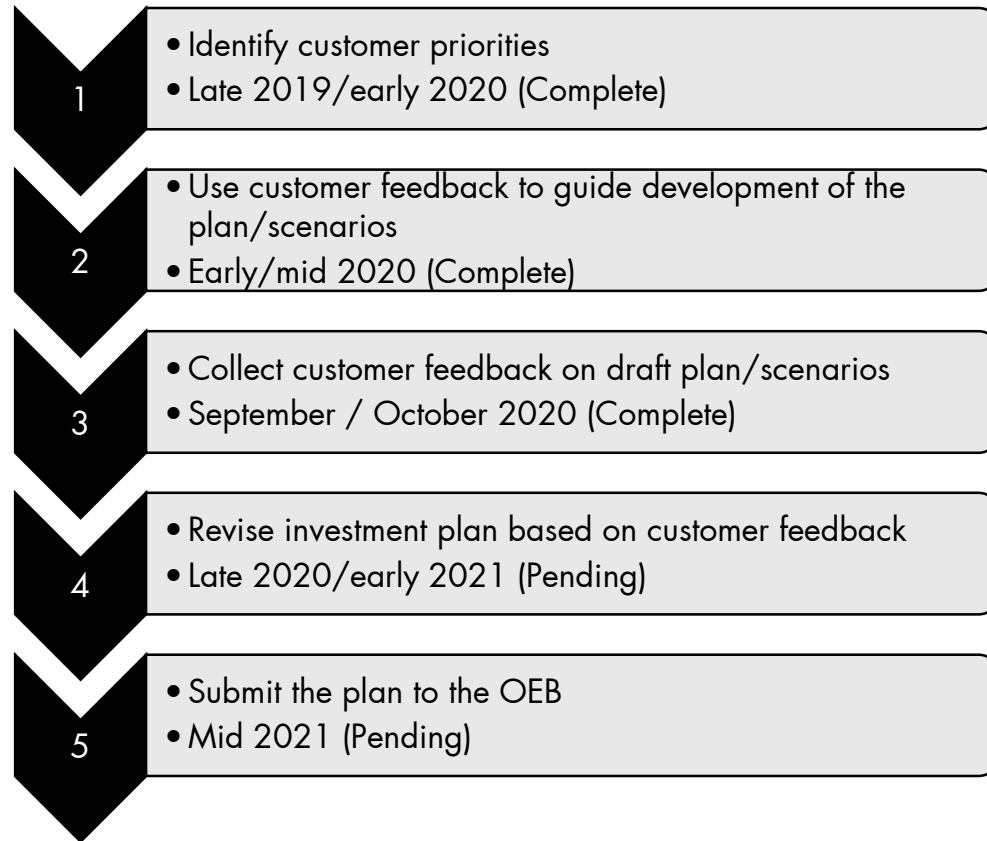 1
• Identify customer priorities
• Late 2019/early 2020 (Complete)
2
• Use customer feedback to guide development of the
plan/scenarios
• Early/mid 2020 (Complete)
3
• Collect customer feedback on draft plan/scenarios
• September / October 2020 (Complete)
4
• Revise investment plan based on customer feedback
• Late 2020/early 2021 (Pending)
5
• Submit the plan to the OEB
• Mid 2021 (Pending)